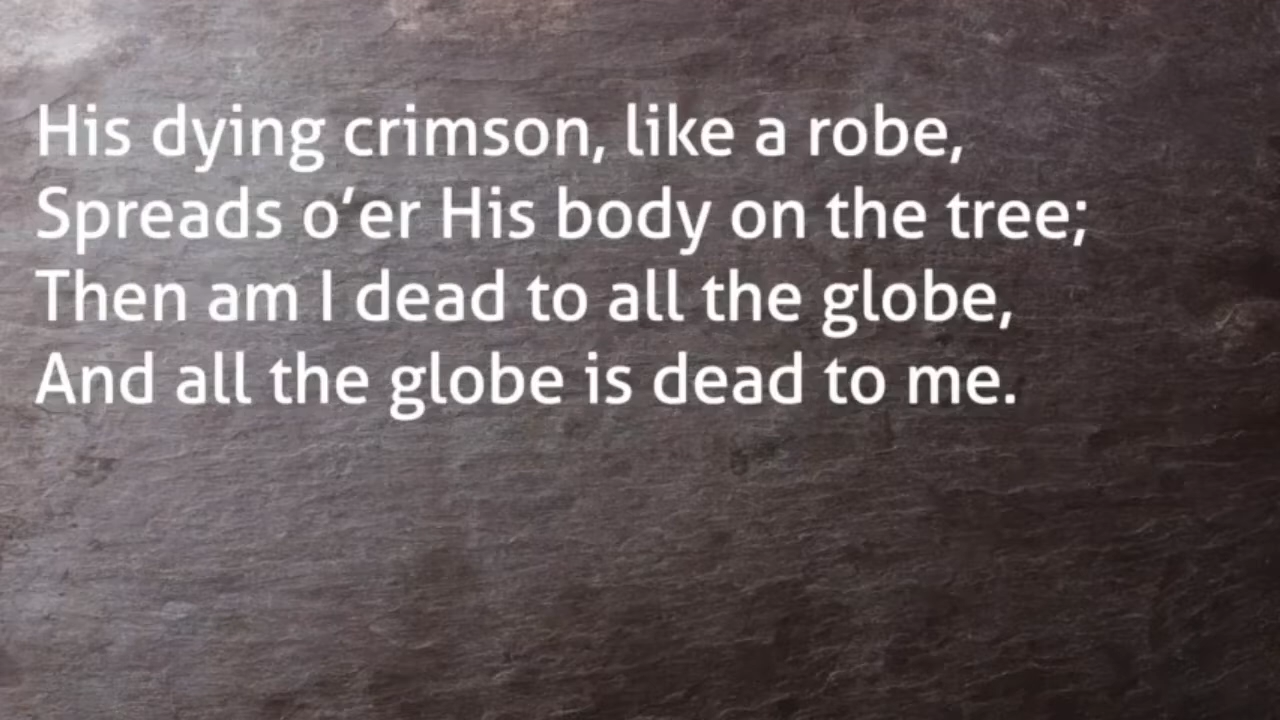 His dying crimson, like a robe,
Spreads o’er His body on the tree;
Then am I dead to all the globe,
And all the globe is dead to me.